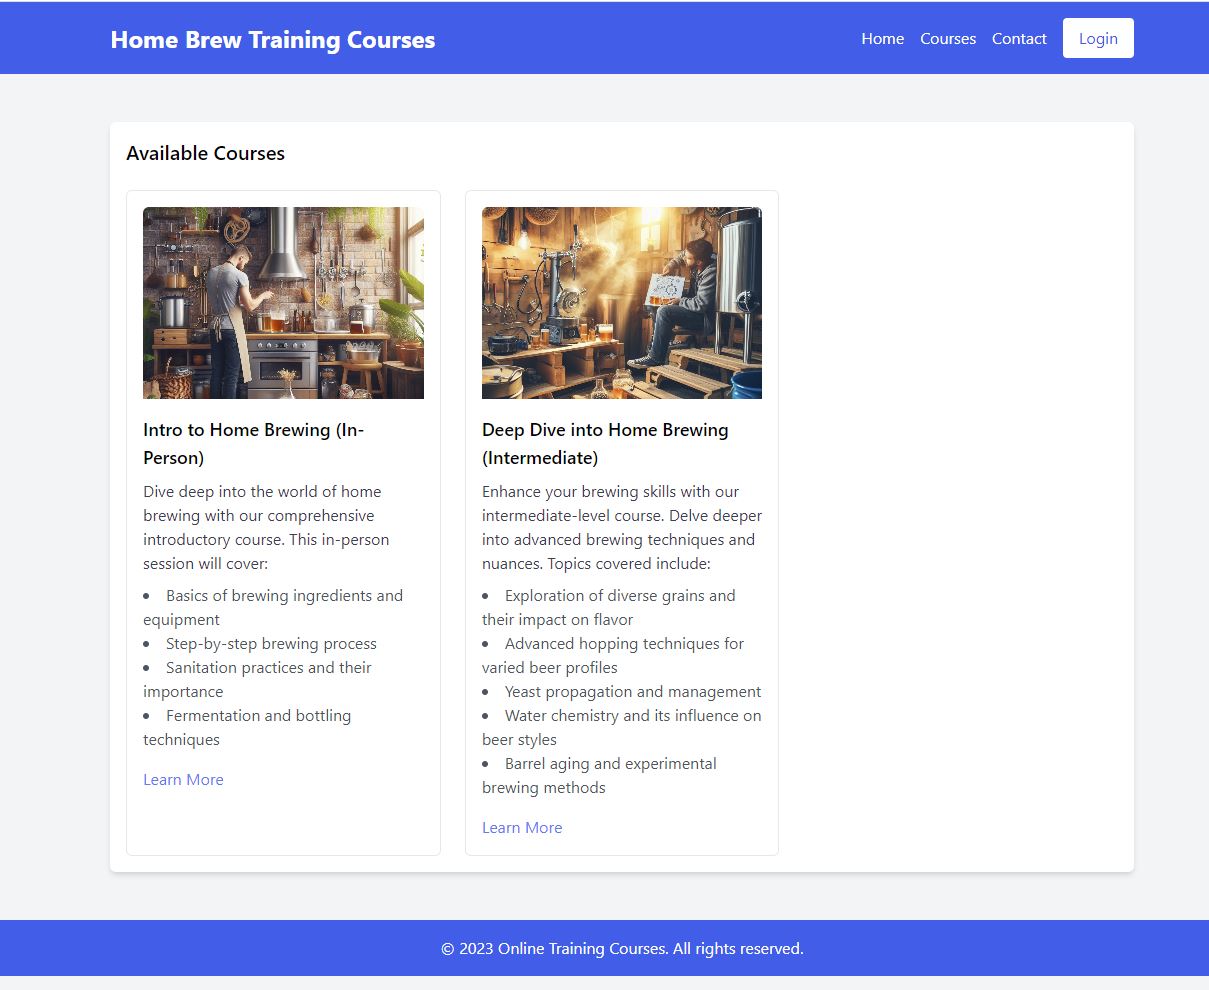 Home Brew Training Courses
Home Courses Contact Login
Available Courses
Intro to Home Brewing (In-
Person)
Dive deep into the world of home
brewing with our comprehensive
introductory course. This in-person
session will cover:
• Basics of brewing ingredients and
equipment
• Step-by-step brewing process
• Sanitation practices and their
importance
• Fermentation and bottling
techniques
Learn More
Deep Dive into Home Brewing
(Intermediate)
Enhance your brewing skills with our
intermediate-level course. Delve deeper
into advanced brewing techniques and
nuances. Topics covered include:
• Exploration of diverse grains and
their impact on flavor
• Advanced hopping techniques for
varied beer profiles
• Yeast propagation and management
• Water chemistry and its influence on
beer styles
• Barrel aging and experimental
brewing methods
Learn More
© 2023 Online Training Courses. All rights reserved.